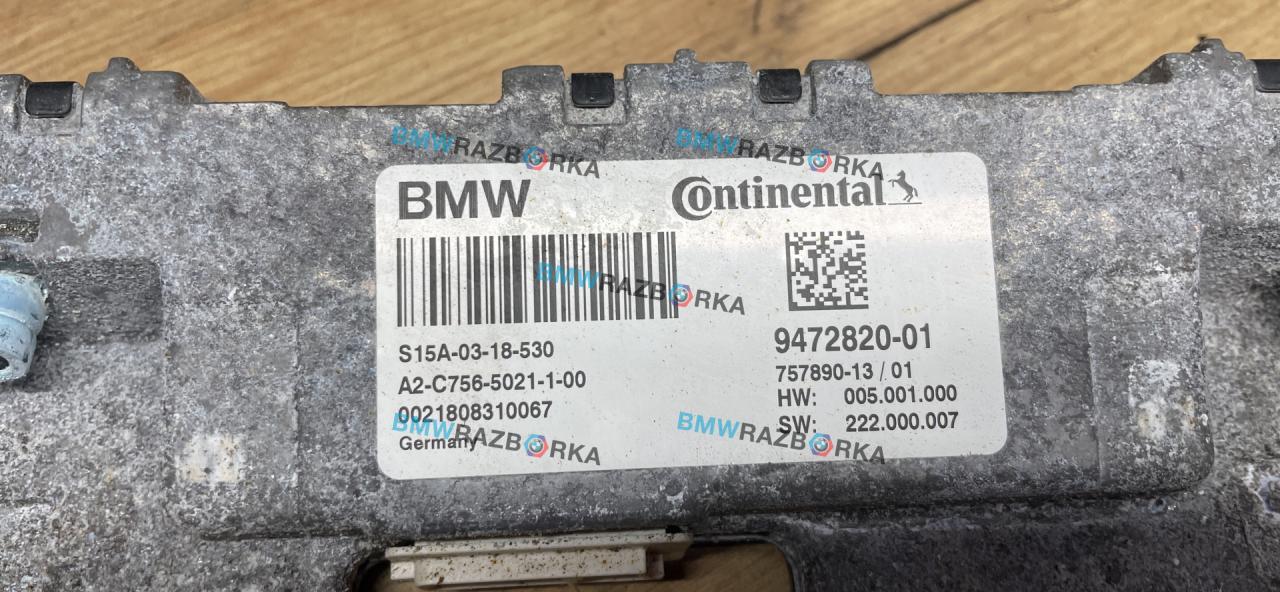 BMWRAZBORKA BMWRAZBORKA
BMW Continental
BMWRAZBORKA
S15A-03-18-530
9472820-01
A2-C756-5021-1-00
757890-13 / 01
HW: 005.001.000
0021808310067
SW: 222.000.007
BMWRAZBORKA BMWRAZBORKA
Germany